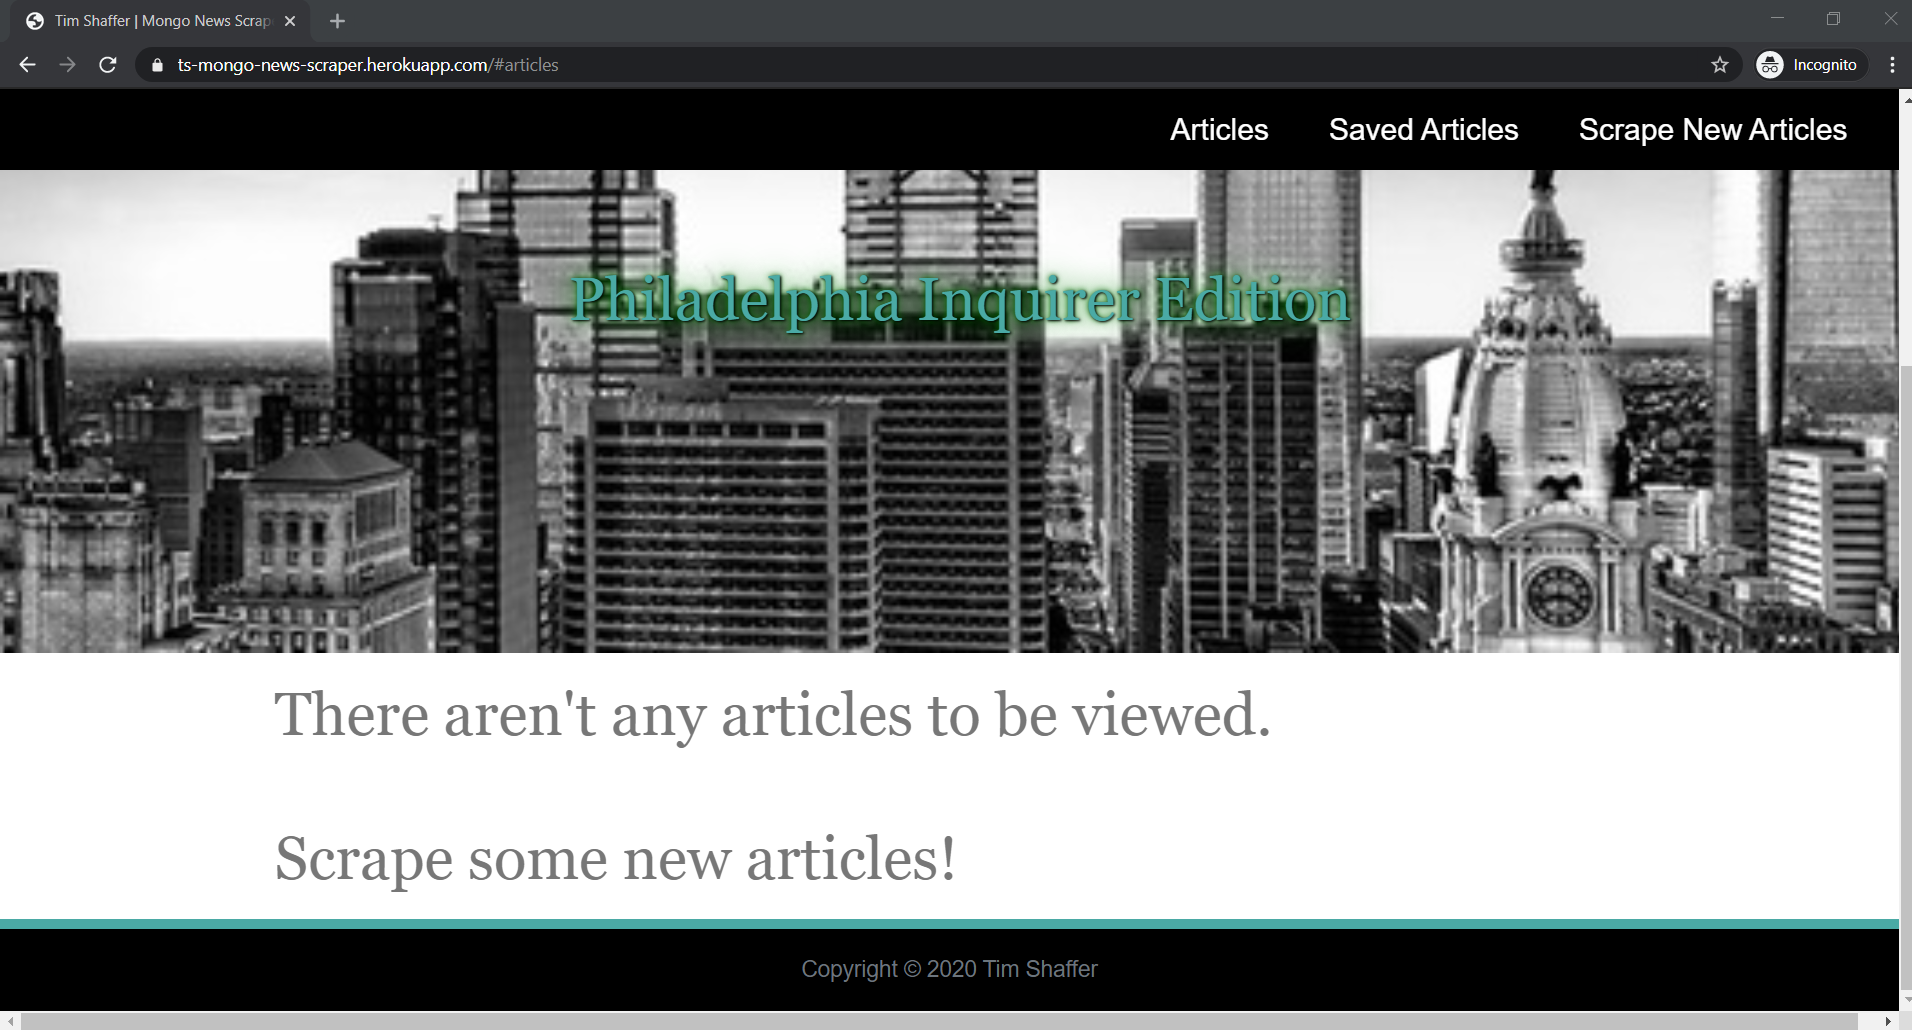 Tim Shaffer | Mongo News Scrap
ts-mongo-news-scraper.herokuapp.com/#articles
Incognito
Articles Saved Articles Scrape New Articles
Philadelphia Inquirer Edition
There aren't any articles to be viewed.
Scrape some new articles!
Copyright © 2020 Tim Shaffer